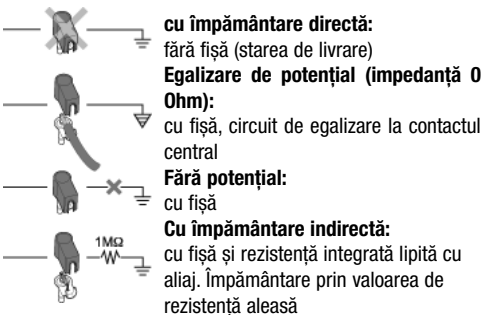 cu împământare directă:
fără fișă (starea de livrare)
Egalizare de potențial (impedanță 0
Ohm):
cu fișă, circuit de egalizare la contactul
central
Fără potențial:
cu fișă
Cu împământare indirectă:
1MΩ
cu fișă și rezistență integrată lipită cu
aliaj. Împământare prin valoarea de
rezistență aleasă